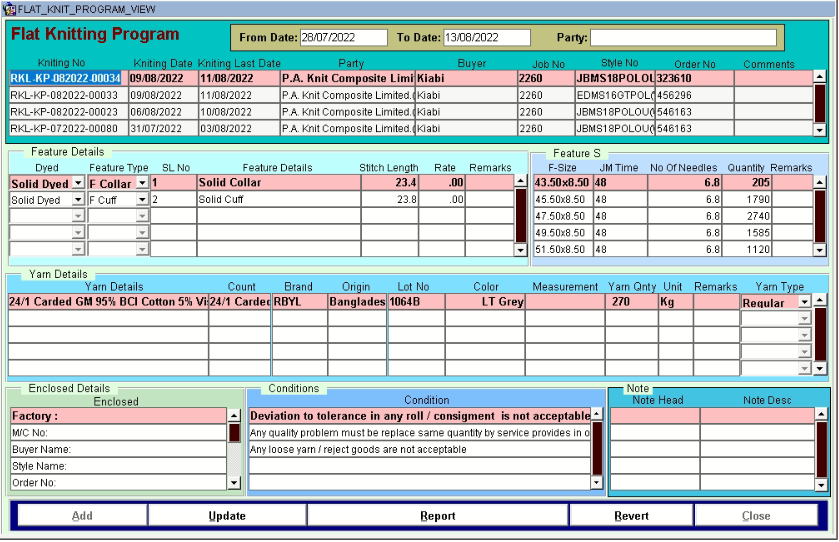 FLAT_KNIT_PROGRAM_VIEW
Flat Knitting Program
From Date: 28/07/2022 To Date: 13/08/2022 Party:
Kniting No Kniting Date Kniting Last Date Party Buyer Job No Style No Order No Comments
RKL-KP-082022-00034 09/08/2022 11/08/2022 P.A. Knit Composite Limi Kiabi 2260 JBMS18POLOU 323610
RKL-KP-082022-00033 09/08/2022 11/08/2022 P.A. Knit Composite Limited.( Kiabi 2260 EDMS16GTPOL( 456296
RKL-KP-082022-00023 06/08/2022 10/08/2022 P.A. Knit Composite Limited.( Kiabi 2260 JBMS18POLOU( 546163
RKL-KP-072022-00080 31/07/2022 03/08/2022 P.A. Knit Composite Limited.( Kiabi 2260 JBMS18POLOU( 546163
Feature Details
Dyed Feature Type SL No Feature Details Stitch Length Rate Remarks
Solid Dyed F Collar 1 Solid Collar 23.4 .00
Solid Dyed F Cuff 2 Solid Cuff 23.8 .00
Feature S
F-Size JM Time No Of Needles Quantity Remarks
43.50x8.50 48 6.8 205
45.50x8.50 48 6.8 1790
47.50x8.50 48 6.8 2740
49.50x8.50 48 6.8 1585
51.50x8.50 48 6.8 1120
Yarn Details
Yarn Details Count Brand Origin Lot No Color Measurement Yarn Qnty Unit Remarks Yarn Type
24/1 Carded GM 95% BCI Cotton 5% Vi 24/1 Carde RBYL Banglades 1064B LT Grey 270 Kg Regular
Enclosed Details
Enclosed
Factory :
M/C No:
Buyer Name:
Style Name:
Order No:
Conditions
Condition
Deviation to tolerance in any roll / consigment is not acceptable
Any quality problem must be replace same quantity by service provides in o
Any loose yarn / reject goods are not acceptable
Note
Note Head Note Desc
Add Update Report Revert Close